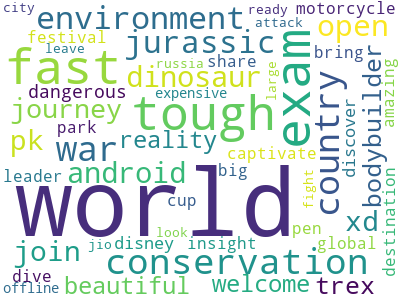 city
ready
motorcycle
environment
attack
open
festival
jurassic
leave
russia
share
bring
fast
dinosaur
expensive
large
exam
dangerous
journey
tough
amazing
pk
park
war
reality
country
discover
bodybuilder
captivate
leader
android
big
world
cup
xd
fight
destination
look
join
jio
disney
insight
pen
global
conservation
dive
welcome
trex
offline
beautiful